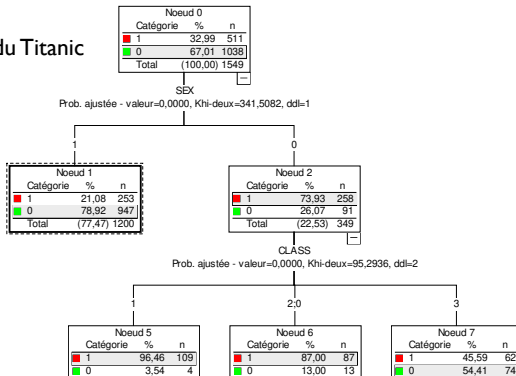 du Titanic
Noeud 0
Catégorie % n
1 32,99 511
0 67,01 1038
Total (100,00) 1549
SEX
Prob. ajustée - valeur=0,0000, Khi-deux=341,5082, ddl=1
1
0
Noeud 1
Catégorie % n
1 21,08 253
0 78,92 947
Total (77,47) 1200
Noeud 2
Catégorie % n
1 73,93 258
0 26,07 91
Total (22,53) 349
CLASS
Prob. ajustée - valeur=0,0000, Khi-deux=95,2936, ddl=2
1
2;0
3
Noeud 5
Catégorie % n
1 96,46 109
0 3,54 4
Noeud 6
Catégorie % n
1 87,00 87
0 13,00 13
Noeud 7
Catégorie % n
1 45,59 62
0 54,41 74